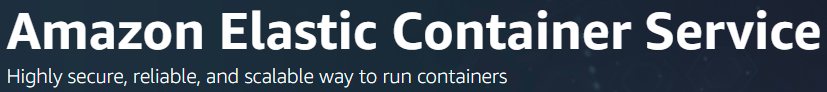 Amazon Elastic Container Service
Highly secure, reliable, and scalable way to run containers